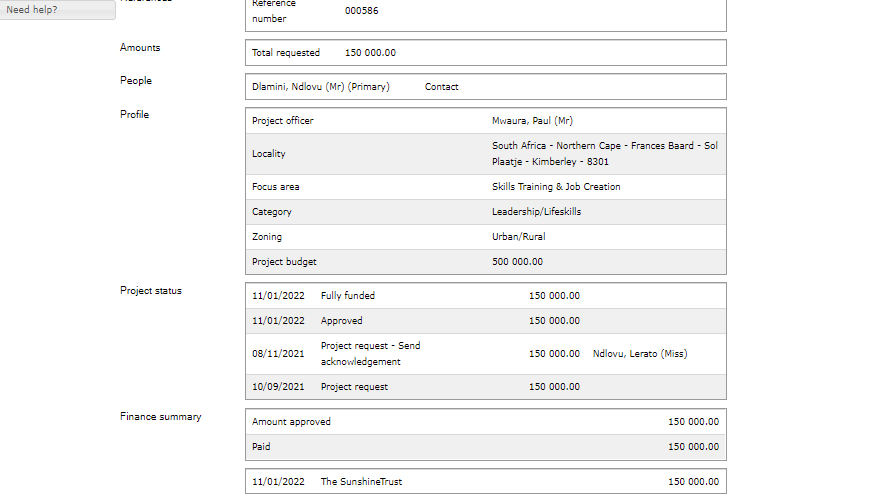 Need help?
References
Reference
number
000586
Amounts
Total requested 150 000.00
People
Dlamini, Ndlovu (Mr) (Primary) Contact
Profile
Project officer Mwaura, Paul (Mr)
Locality
South Africa - Northern Cape - Frances Baard - Sol
Plaatje - Kimberley - 8301
Focus area Skills Training & Job Creation
Category Leadership/Lifeskills
Zoning Urban/Rural
Project budget 500 000.00
Project status
11/01/2022 Fully funded 150 000.00
11/01/2022 Approved 150 000.00
08/11/2021
Project request - Send
acknowledgement
150 000.00 Ndlovu, Lerato (Miss)
10/09/2021 Project request 150 000.00
Finance summary
Amount approved 150 000.00
Paid 150 000.00
11/01/2022 The SunshineTrust 150 000.00